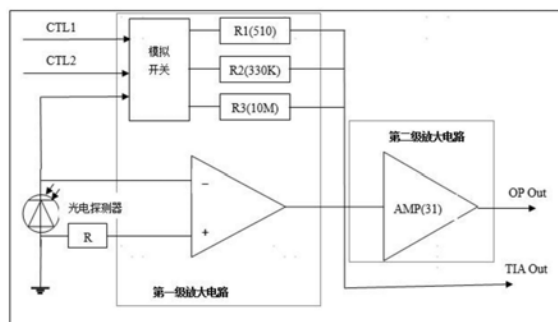 CTL1
CTL2
模拟
开关
R1(510)
R2(330K)
R3(10M)
第二级放大电路
光电探测器
R
−
+
AMP(31)
OP Out
TIA Out
第一级放大电路